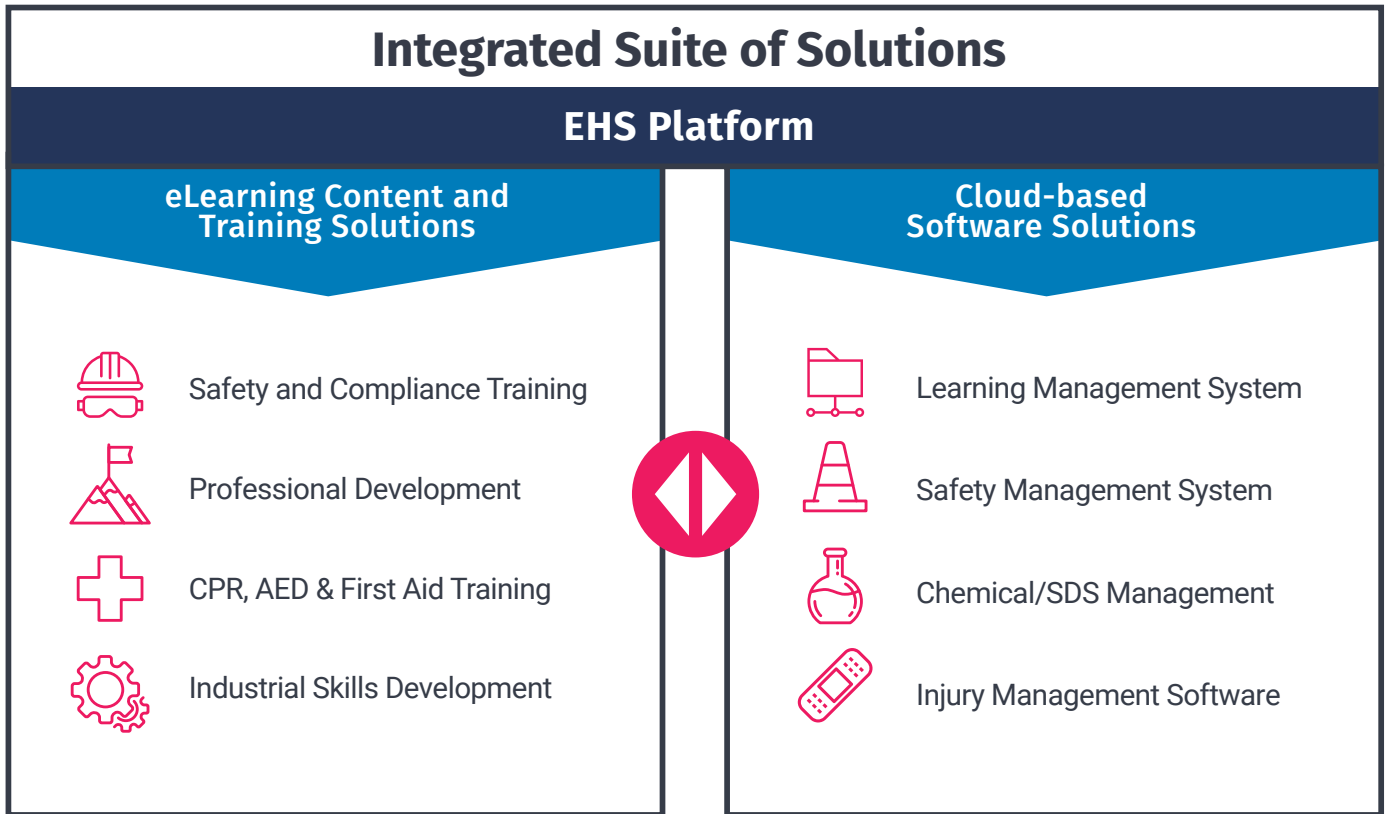 Integrated Suite of Solutions
EHS Platform
eLearning Content and
Training Solutions
Safety and Compliance Training
Professional Development
CPR, AED & First Aid Training
Industrial Skills Development
Cloud-based
Software Solutions
Learning Management System
Safety Management System
Chemical/SDS Management
Injury Management Software